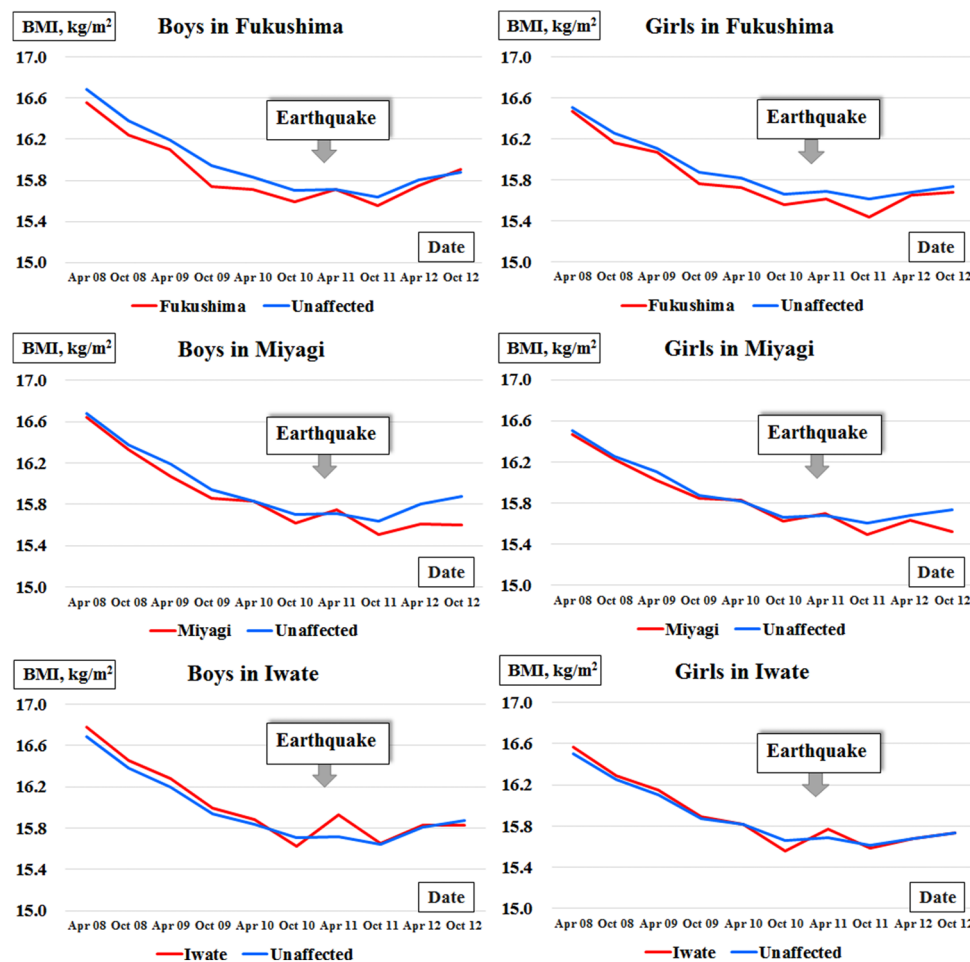 BMI, kg/m² Boys in Fukushima
17.0
16.6
16.2
15.8
15.4
15.0
Earthquake
Date
Apr 08 Oct 08 Apr 09 Oct 09 Apr 10 Oct 10 Apr 11 Oct 11 Apr 12 Oct 12
Fukushima Unaffected
BMI, kg/m² Girls in Fukushima
17.0
16.6
16.2
15.8
15.4
15.0
Earthquake
Date
Apr 08 Oct 08 Apr 09 Oct 09 Apr 10 Oct 10 Apr 11 Oct 11 Apr 12 Oct 12
Fukushima Unaffected
BMI, kg/m² Boys in Miyagi
17.0
16.6
16.2
15.8
15.4
15.0
Earthquake
Date
Apr 08 Oct 08 Apr 09 Oct 09 Apr 10 Oct 10 Apr 11 Oct 11 Apr 12 Oct 12
Miyagi Unaffected
BMI, kg/m² Girls in Miyagi
17.0
16.6
16.2
15.8
15.4
15.0
Earthquake
Date
Apr 08 Oct 08 Apr 09 Oct 09 Apr 10 Oct 10 Apr 11 Oct 11 Apr 12 Oct 12
Miyagi Unaffected
BMI, kg/m² Boys in Iwate
17.0
16.6
16.2
15.8
15.4
15.0
Earthquake
Date
Apr 08 Oct 08 Apr 09 Oct 09 Apr 10 Oct 10 Apr 11 Oct 11 Apr 12 Oct 12
Iwate Unaffected
BMI, kg/m² Girls in Iwate
17.0
16.6
16.2
15.8
15.4
15.0
Earthquake
Date
Apr 08 Oct 08 Apr 09 Oct 09 Apr 10 Oct 10 Apr 11 Oct 11 Apr 12 Oct 12
Iwate Unaffected